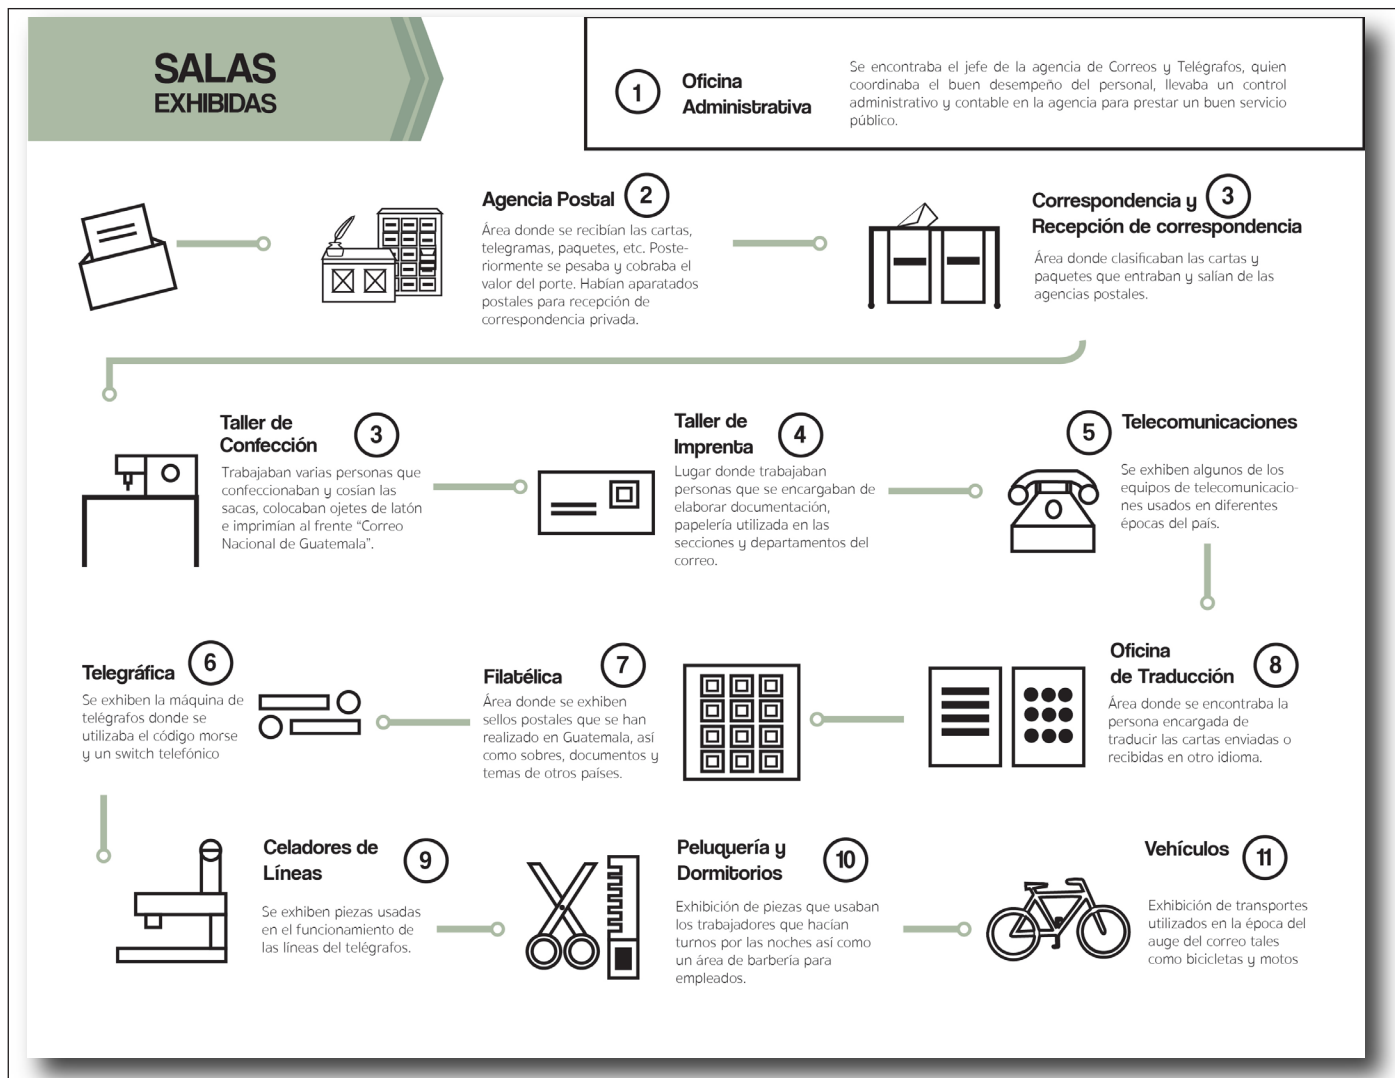 SALAS
EXHIBIDAS
1
Oficina
Administrativa
Se encontraba el jefe de la agencia de Correos y Telégrafos, quien
coordinaba el buen desempeño del personal, llevaba un control
administrativo y contable en la agencia para prestar un buen servicio
público.
Agencia Postal 2
Área donde se recibían las cartas,
telegramas, paquetes, etc. Poste-
riormente se pesaba y cobraba el
valor del porte. Habían aparatados
postales para recepción de
correspondencia privada.
Correspondencia y 3
Recepción de correspondencia
Área donde clasificaban las cartas y
paquetes que entraban y salían de las
agencias postales.
Taller de
Confección
3
Trabajaban varias personas que
confeccionaban y cosían las
sacas, colocaban ojetes de latón
e imprimían al frente “Correo
Nacional de Guatemala”.
Taller de
Imprenta
4
Lugar donde trabajaban
personas que se encargaban de
elaborar documentación,
papelería utilizada en las
secciones y departamentos del
correo.
5 Telecomunicaciones
Se exhiben algunos de los
equipos de telecomunicacio-
nes usados en diferentes
épocas del país.
Telegráfica 6
Se exhiben la máquina de
telégrafos donde se
utilizaba el código morse
y un switch telefónico
Filatélica 7
Área donde se exhiben
sellos postales que se han
realizado en Guatemala, así
como sobres, documentos y
temas de otros países.
Oficina
de Traducción
8
Área donde se encontraba la
persona encargada de
traducir las cartas enviadas o
recibidas en otro idioma.
Celadores de
Líneas
9
Se exhiben piezas usadas
en el funcionamiento de
las líneas del telégrafos.
Peluquería y
Dormitorios
10
Exhibición de piezas que usaban
los trabajadores que hacían
turnos por las noches así como
un área de barbería para
empleados.
Vehículos 11
Exhibición de transportes
utilizados en la época del
auge del correo tales
como bicicletas y motos